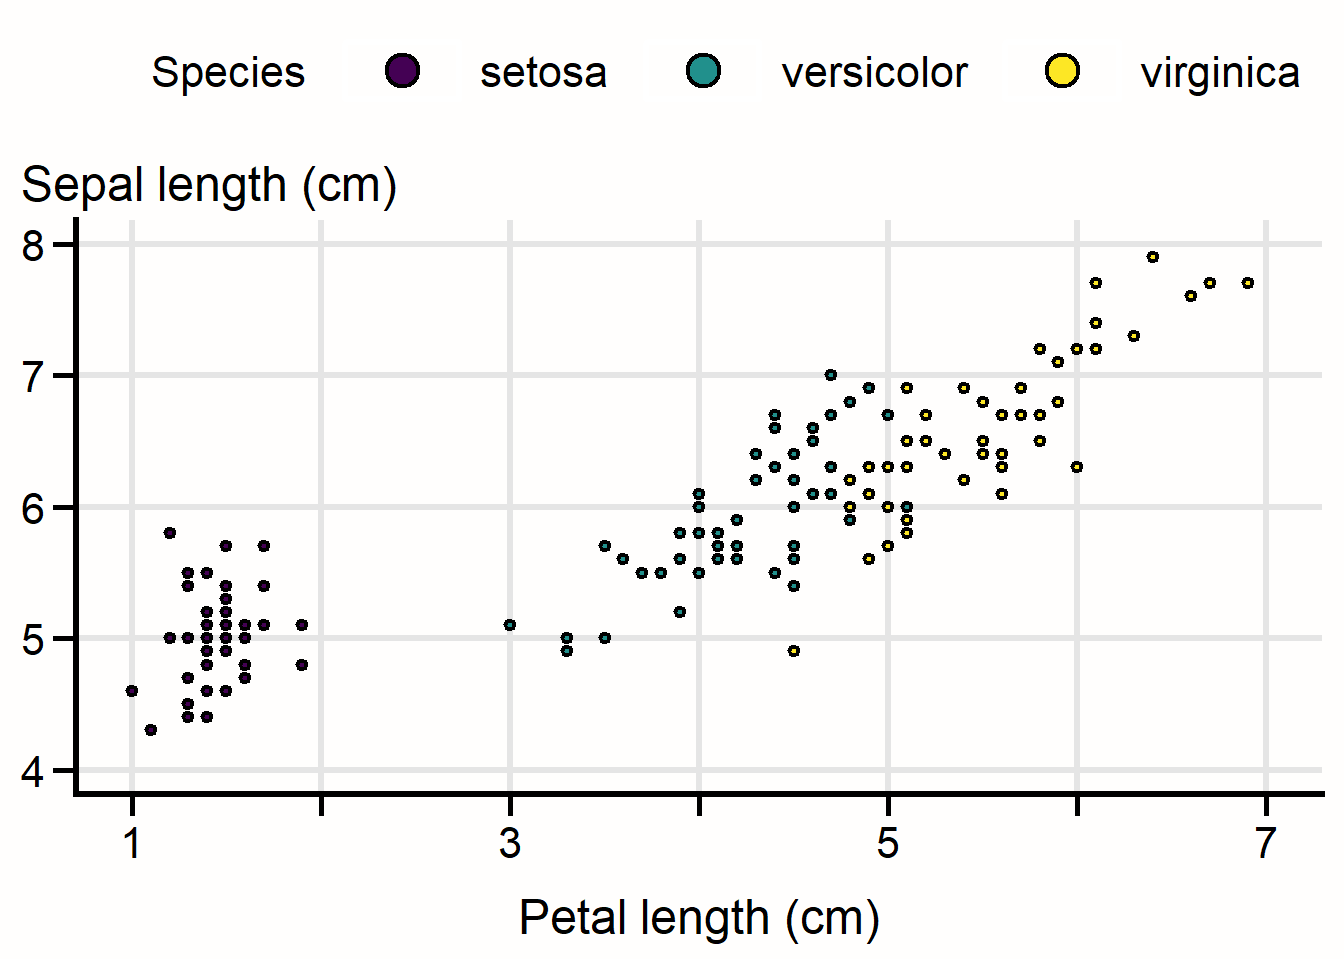 Species setosa versicolor virginica
Sepal length (cm)
8
7
6
5
4
1 3 5 7
Petal length (cm)